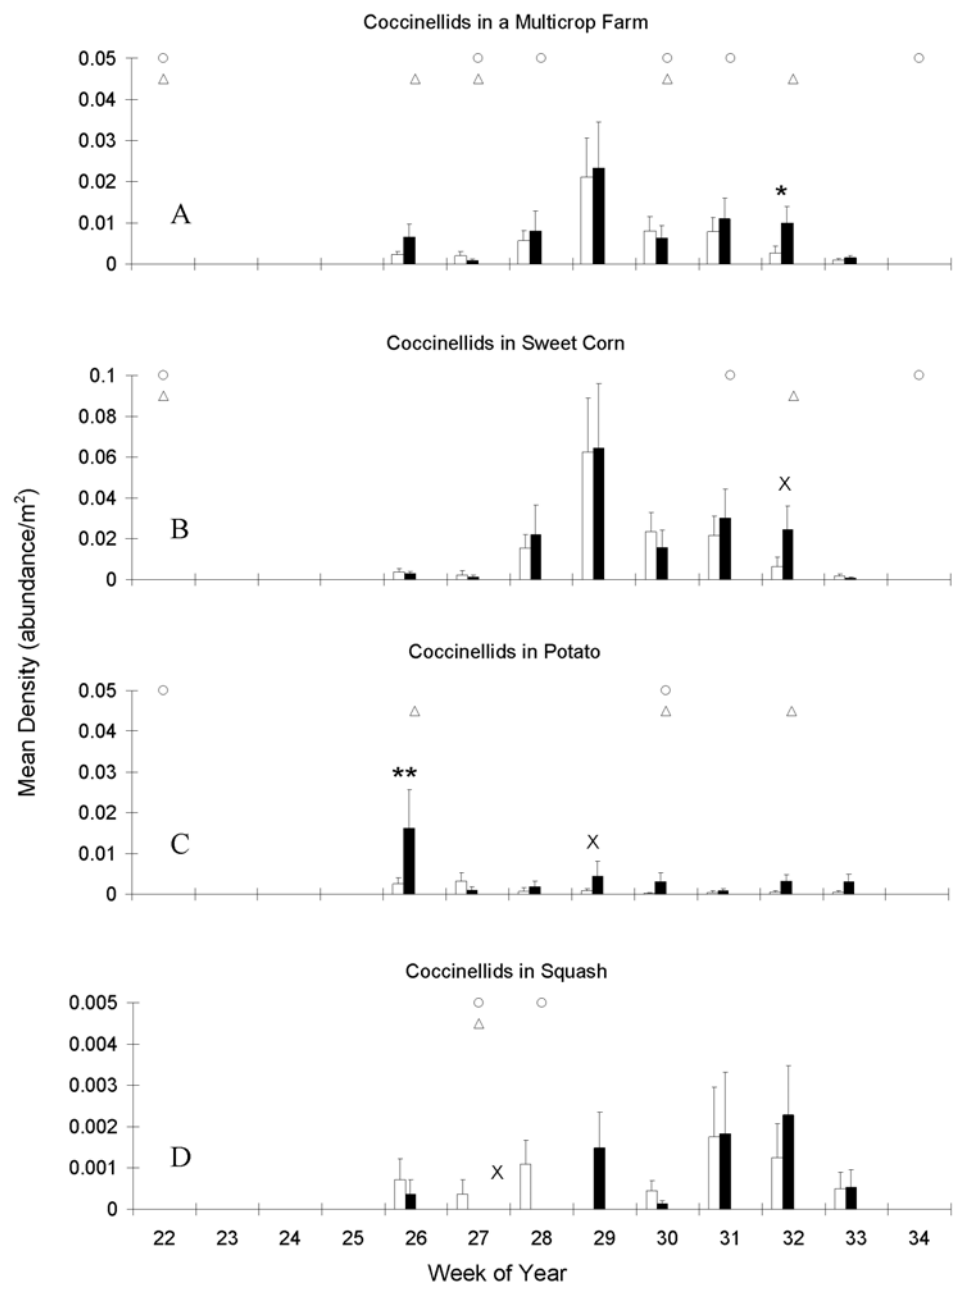 Coccinellids in a Multicrop Farm
0.05
0.04
0.03
0.02
0.01
0
A
*
Coccinellids in Sweet Corn
0.1
0.08
0.06
0.04
0.02
0
B
X
Mean Density (abundance/m²)
Coccinellids in Potato
0.05
0.04
0.03
0.02
0.01
0
C
**
X
Coccinellids in Squash
0.005
0.004
0.003
0.002
0.001
0
D
X
22 23 24 25 26 27 28 29 30 31 32 33 34
Week of Year